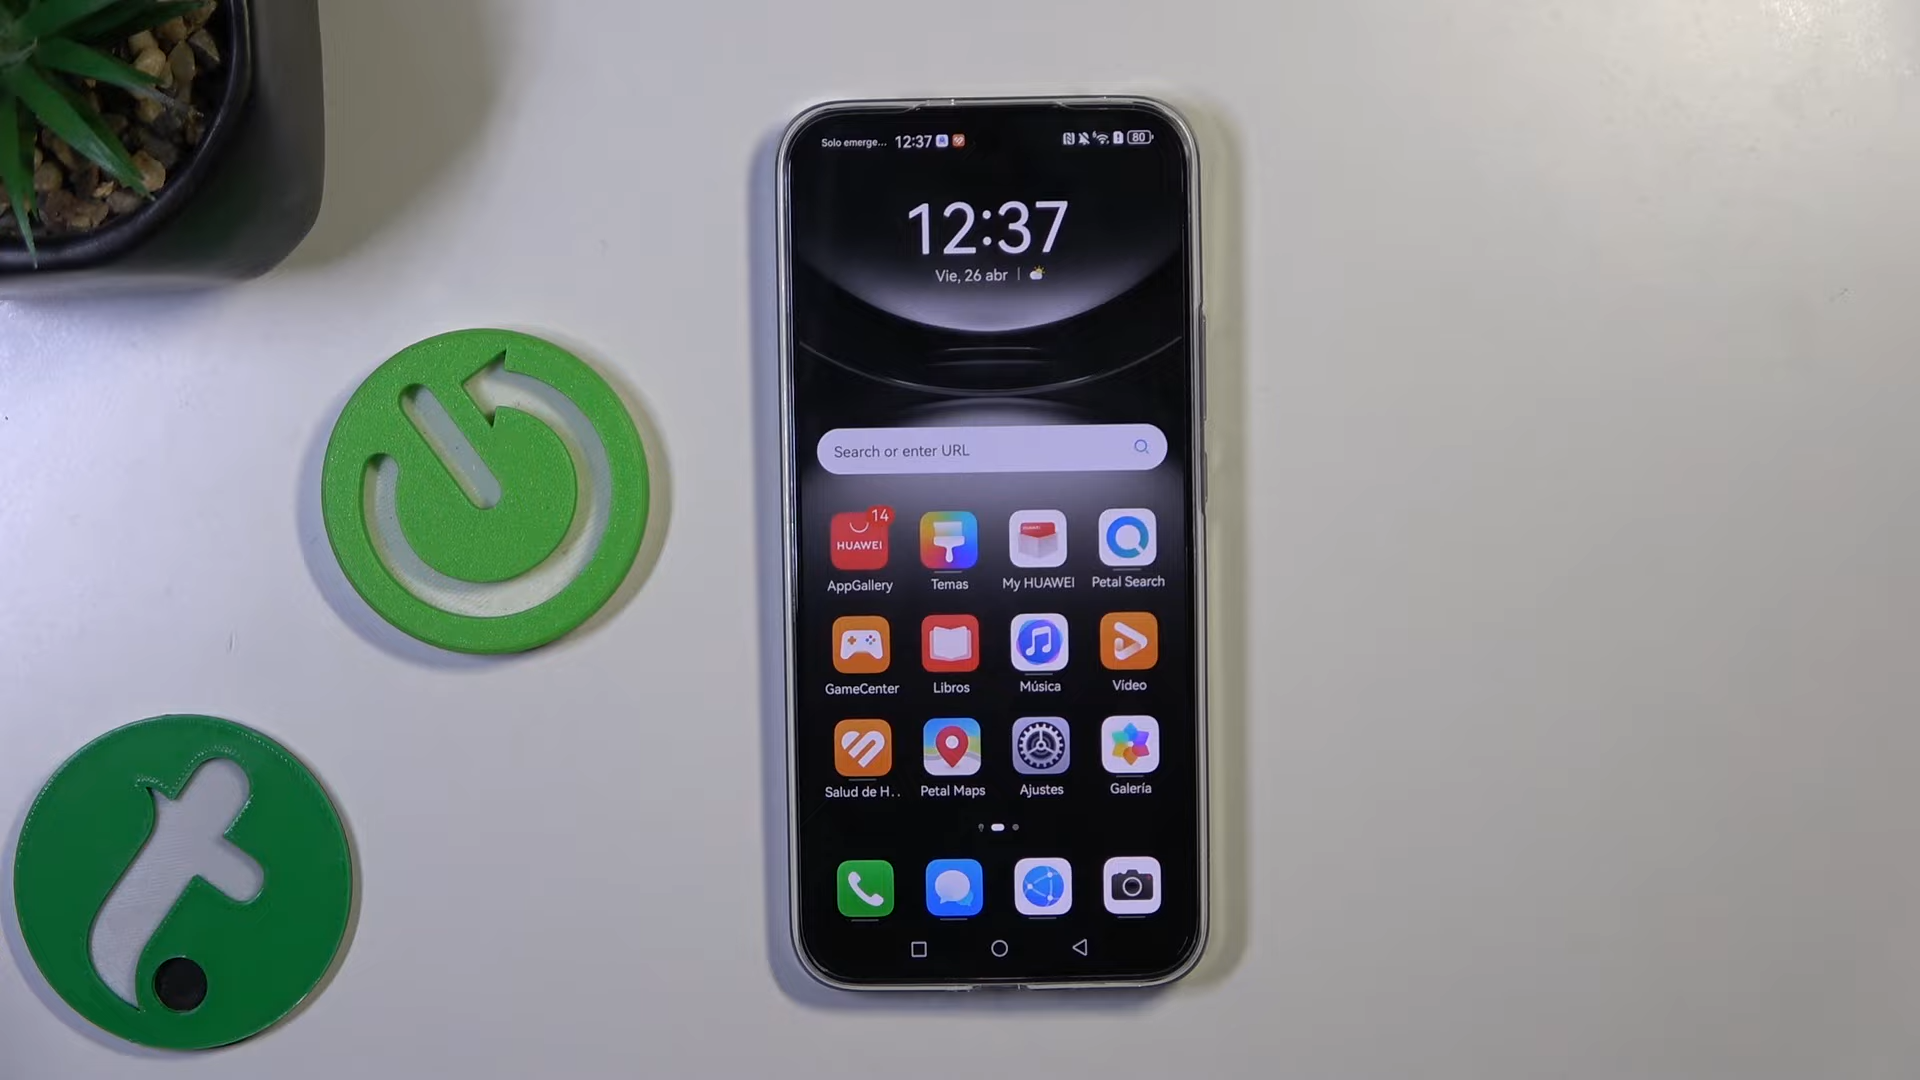 Solo emerge... 12:37 80
12:37
Vie, 26 abr
Search or enter URL
14
HUAWEI
AppGallery Temas My HUAWEI Petal Search
GameCenter Libros Música Vídeo
Salud de H.. Petal Maps Ajustes Galería